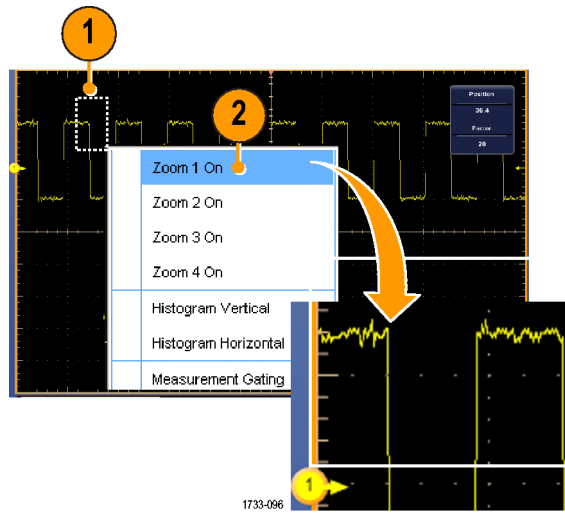 1
Position
36.4
Factor
20
2
Zoom 1 On
Zoom 2 On
Zoom 3 On
Zoom 4 On
Histogram Vertical
Histogram Horizontal
Measurement Gating
1
1733-096